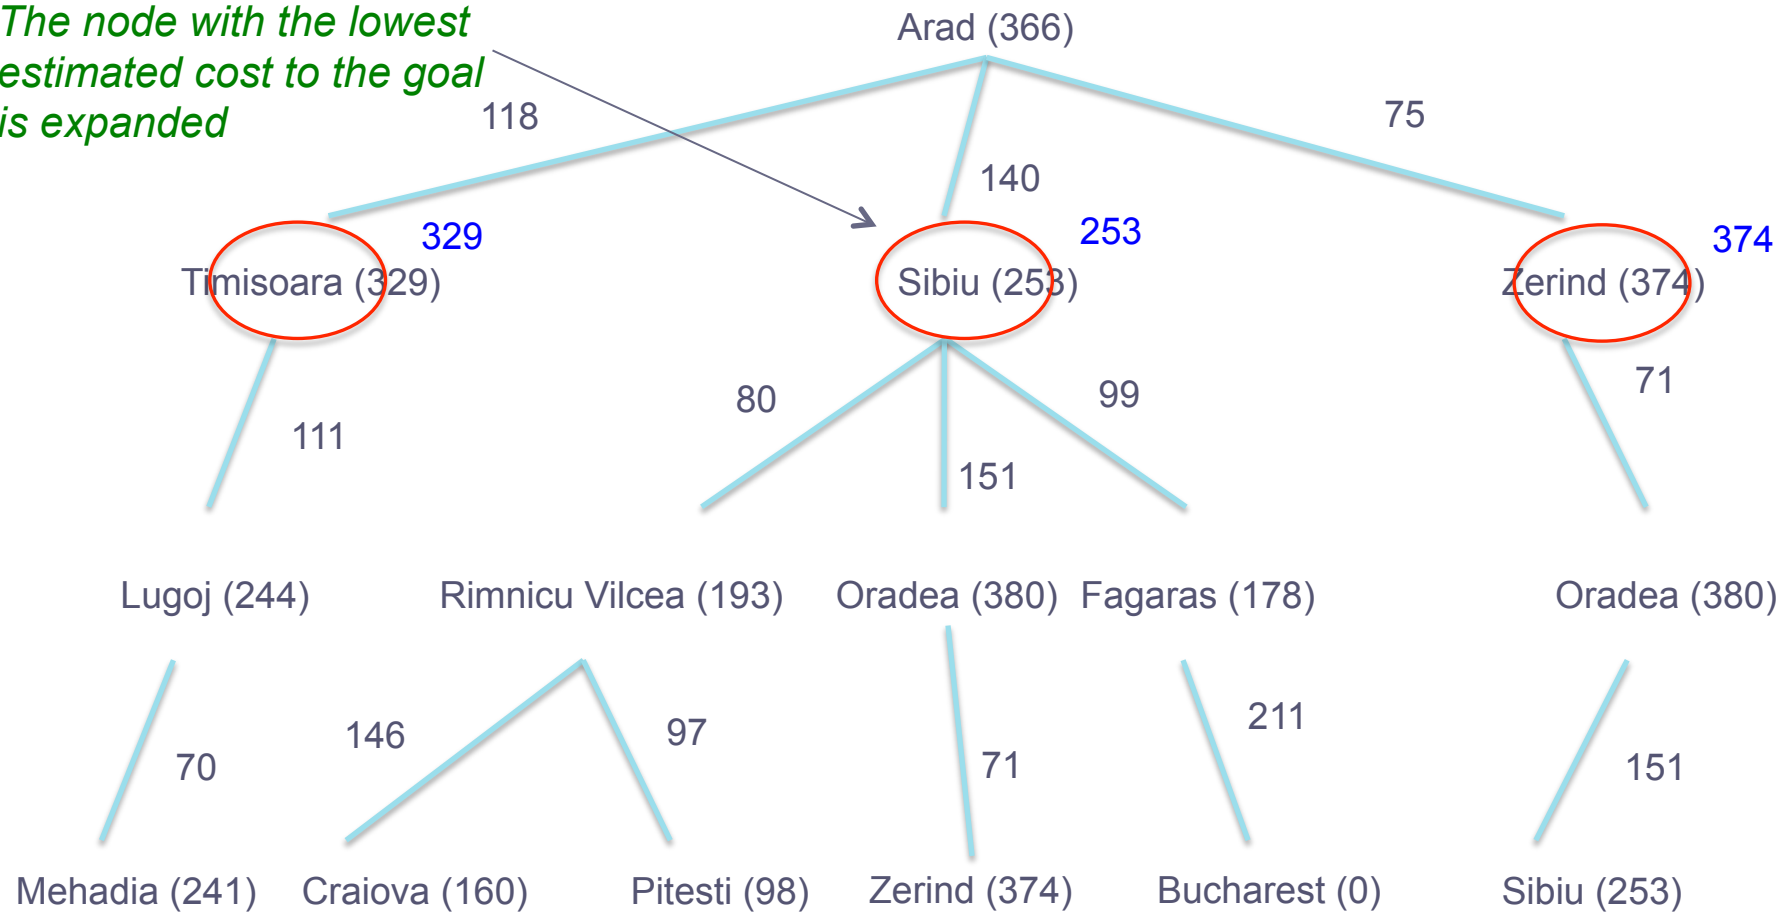 The node with the lowest
estimated cost to the goal
is expanded
Arad (366)
118
140
75
329
253
374
Timisoara (329)
Sibiu (253)
Zerind (374)
111
80
151
99
71
Lugoj (244)
Rimnicu Vilcea (193)
Oradea (380)
Fagaras (178)
Oradea (380)
70
146
97
71
211
151
Mehadia (241)
Craiova (160)
Pitesti (98)
Zerind (374)
Bucharest (0)
Sibiu (253)